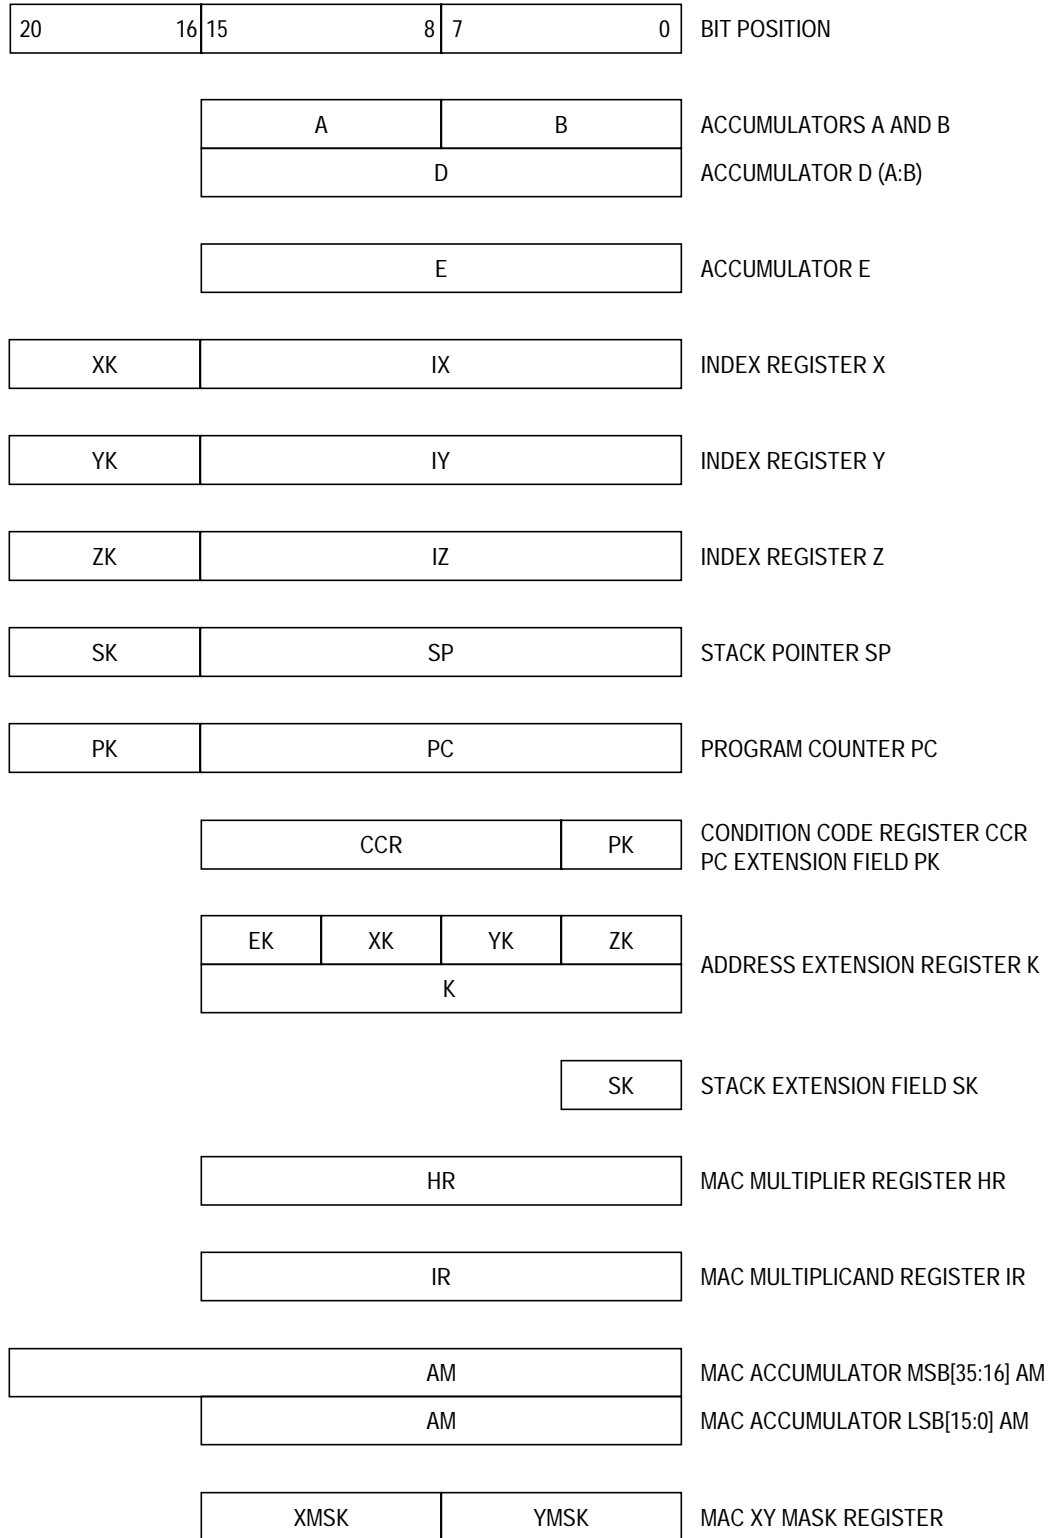 20 16 15 8 7 0 BIT POSITION
A B ACCUMULATORS A AND B
D ACCUMULATOR D (A:B)
E ACCUMULATOR E
XK IX INDEX REGISTER X
YK IY INDEX REGISTER Y
ZK IZ INDEX REGISTER Z
SK SP STACK POINTER SP
PK PC PROGRAM COUNTER PC
CCR PK CONDITION CODE REGISTER CCR
PC EXTENSION FIELD PK
EK XK YK ZK
ADDRESS EXTENSION REGISTER K
K
SK STACK EXTENSION FIELD SK
HR MAC MULTIPLIER REGISTER HR
IR MAC MULTIPLICAND REGISTER IR
AM MAC ACCUMULATOR MSB[35:16] AM
AM MAC ACCUMULATOR LSB[15:0] AM
XMSK YMSK MAC XY MASK REGISTER